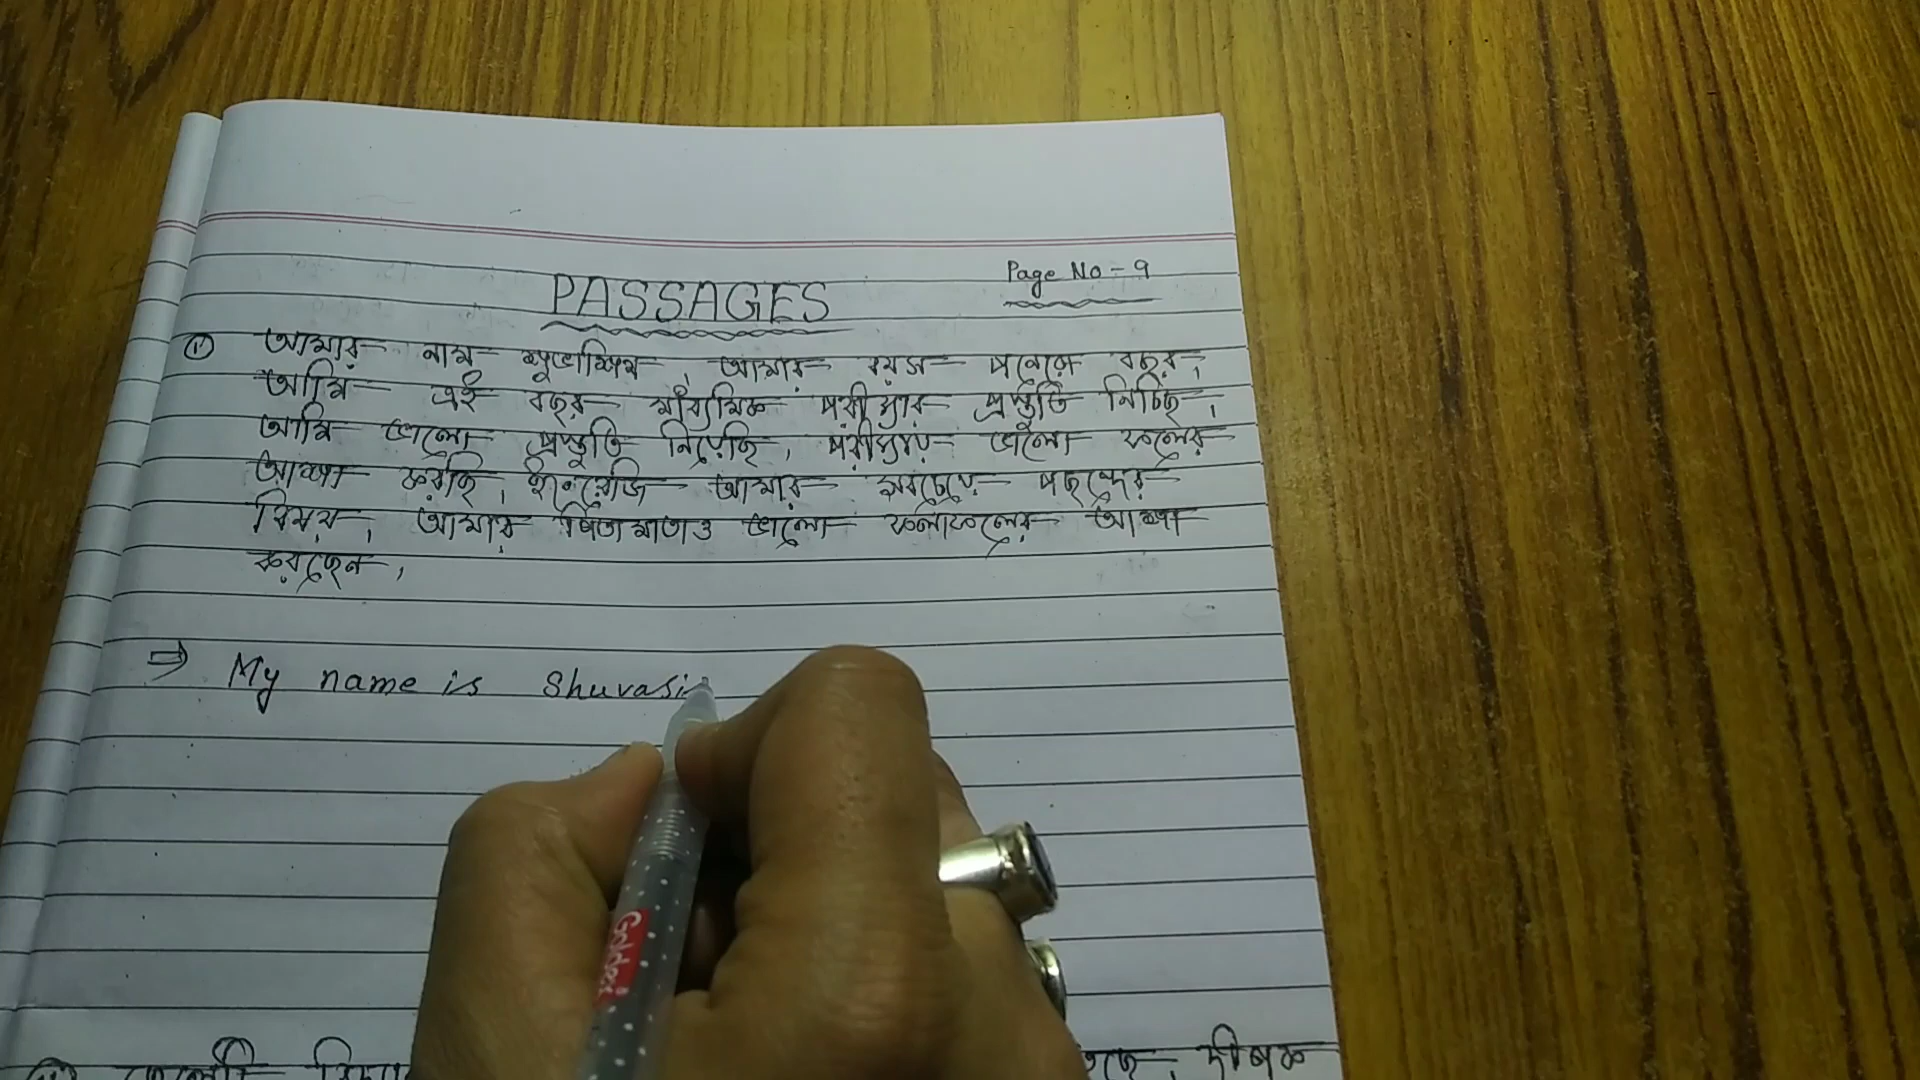 PASSAGES
Page No - 9
① আমার নাম শুভাশিষ, আমার বয়স পনেরো বছর,
আমি এই বছর মাধ্যমিক পরীক্ষার প্রস্তুতি নিচ্ছি,
আমি ভালো প্রস্তুতি নিয়েছি, পরীক্ষায় ভালো ফলের
আশা করছি, ইংরেজি আমার সবচেয়ে পছন্দের
বিষয়, আমার পিতামাতাও ভালো ফলাফলের আশা
করছেন,
⇒ My name is Shuvasi
Golde